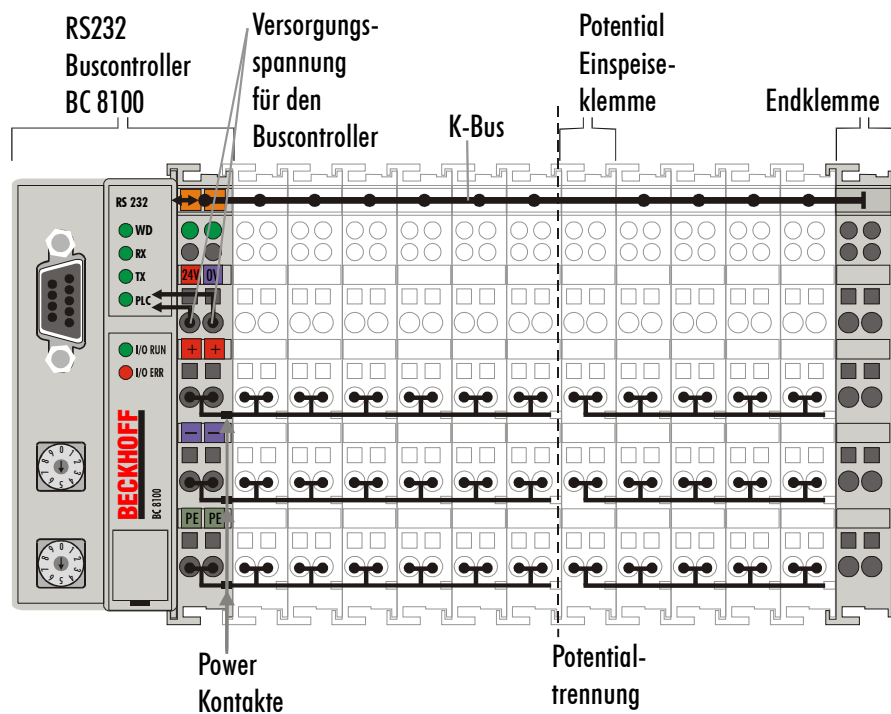 RS232
Buscontroller
BC 8100
Versorgungs-
spannung
für den
Buscontroller
K-Bus
Potential
Einspeise-
klemme
Endklemme
RS 232
WD
RX
TX
PLC
24V 0V
I/O RUN
I/O ERR
+ +
BECKHOFF
BC 8100
– –
PE PE
Power
Kontakte
Potential-
trennung